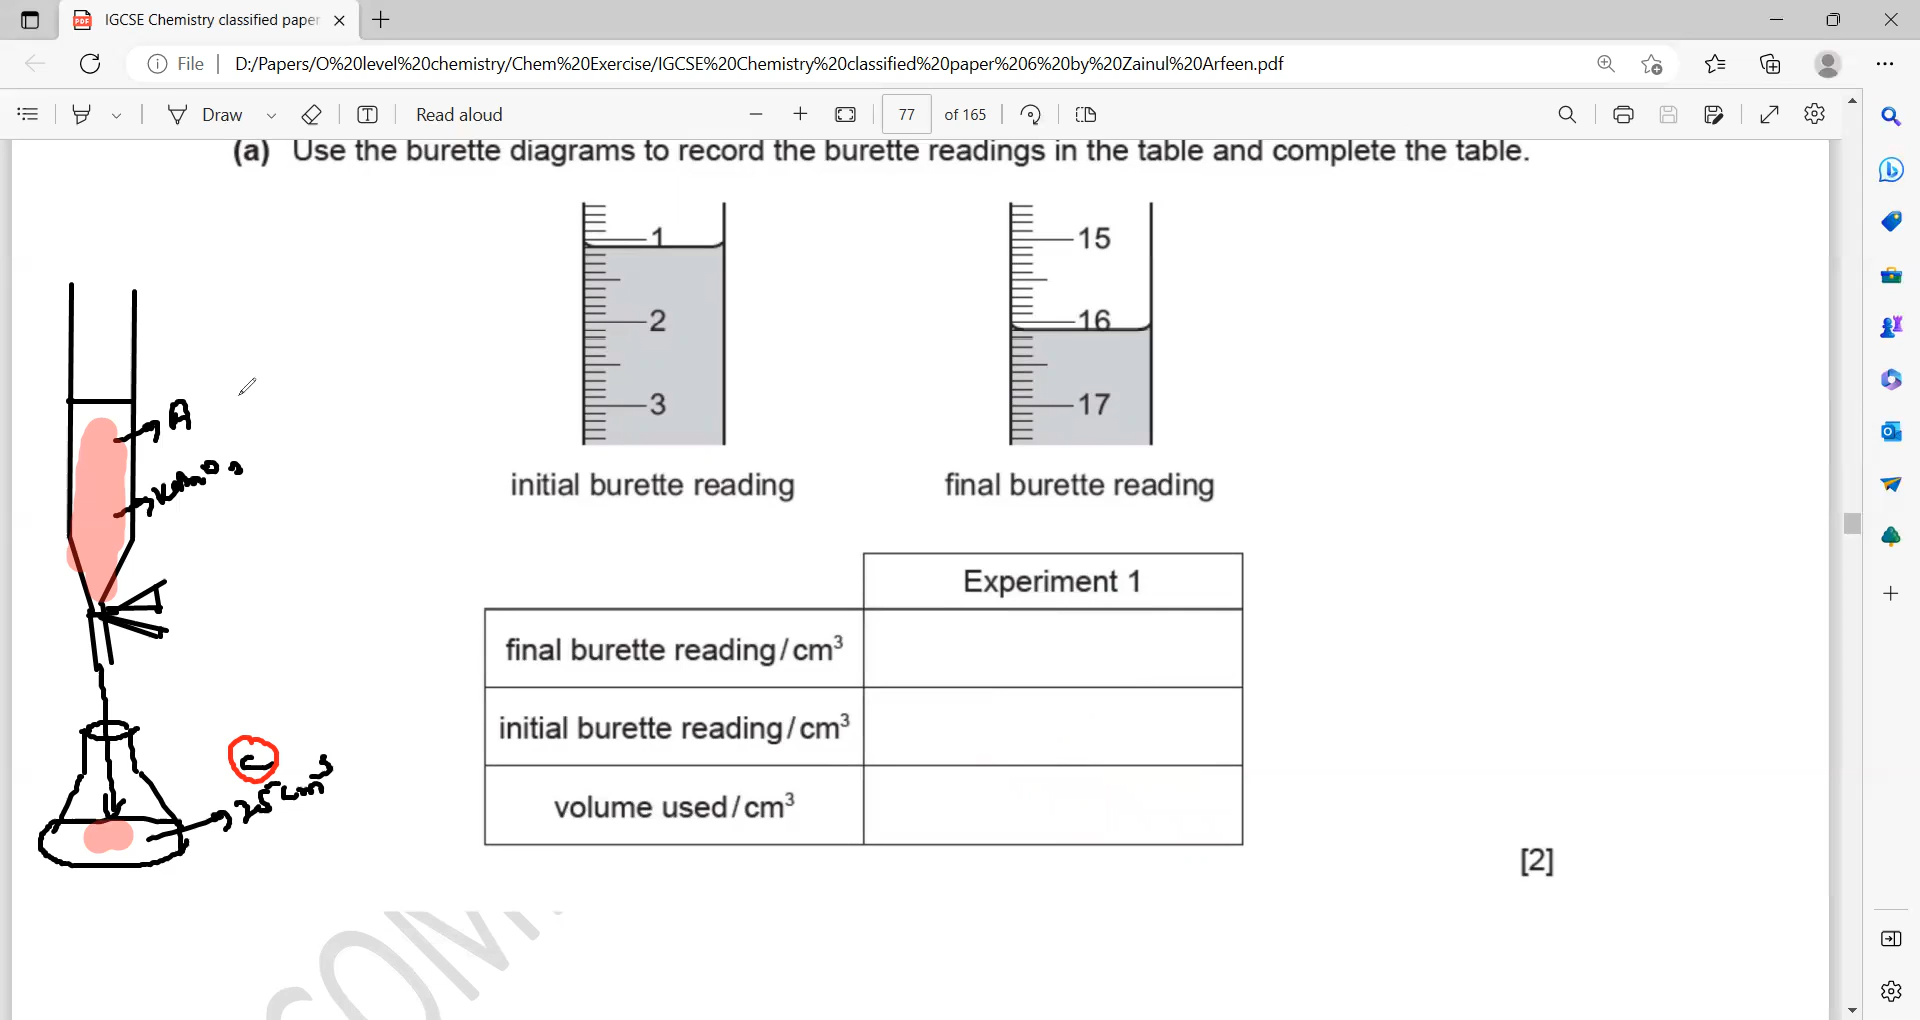 IGCSE Chemistry classified paper
File
D:/Papers/O%20level%20chemistry/Chem%20Exercise/IGCSE%20Chemistry%20classified%20paper%206%20by%20Zainul%20Arfeen.pdf
Draw
Read aloud
77 of 165
(a) Use the burette diagrams to record the burette readings in the table and complete the table.
1
2
3
15
16
17
initial burette reading
final burette reading
A
Experiment 1
final burette reading/cm³
initial burette reading/cm³
volume used/cm³
C
25cm³
[2]
COM